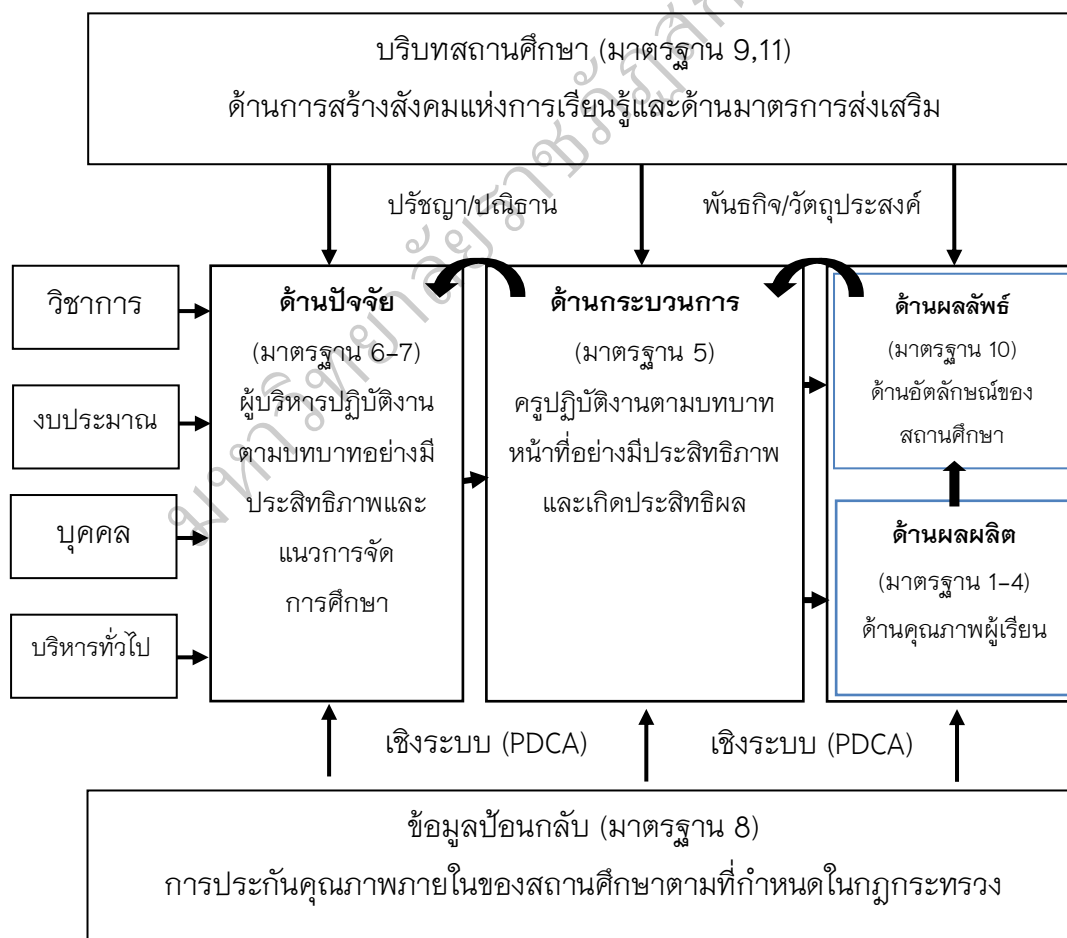 บริบทสถานศึกษา (มาตรฐาน 9,11)
ด้านการสร้างสังคมแห่งการเรียนรู้และด้านมาตรการส่งเสริม
ปรัชญา/ปณิธาน
พันธกิจ/วัตถุประสงค์
วิชาการ
งบประมาณ
บุคคล
บริหารทั่วไป
ด้านปัจจัย
(มาตรฐาน 6–7)
ผู้บริหารปฏิบัติงาน
ตามบทบาทอย่างมี
ประสิทธิภาพและ
แนวการจัด
การศึกษา
ด้านกระบวนการ
(มาตรฐาน 5)
ครูปฏิบัติงานตามบทบาท
หน้าที่อย่างมีประสิทธิภาพ
และเกิดประสิทธิผล
ด้านผลลัพธ์
(มาตรฐาน 10)
ด้านอัตลักษณ์ของ
สถานศึกษา
ด้านผลผลิต
(มาตรฐาน 1–4)
ด้านคุณภาพผู้เรียน
เชิงระบบ (PDCA)
เชิงระบบ (PDCA)
ข้อมูลป้อนกลับ (มาตรฐาน 8)
การประกันคุณภาพภายในของสถานศึกษาตามที่กำหนดในกฎกระทรวง
มหาวิทยาลัยราชภัฏ